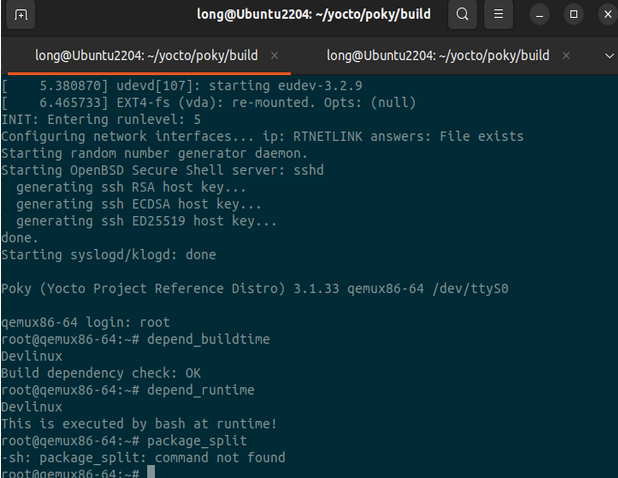 long@Ubuntu2204: ~/yocto/poky/build
long@Ubuntu2204: ~/yocto/poky/build
long@Ubuntu2204: ~/yocto/poky/build
[    5.380870] udevd[107]: starting eudev-3.2.9
[    6.465733] EXT4-fs (vda): re-mounted. Opts: (null)
INIT: Entering runlevel: 5
Configuring network interfaces... ip: RTNETLINK answers: File exists
Starting random number generator daemon.
Starting OpenBSD Secure Shell server: sshd
  generating ssh RSA host key...
  generating ssh ECDSA host key...
  generating ssh ED25519 host key...
done.
Starting syslogd/klogd: done
Poky (Yocto Project Reference Distro) 3.1.33 qemux86-64 /dev/ttyS0
qemux86-64 login: root
root@qemux86-64:~# depend_buildtime
Devlinux
Build dependency check: OK
root@qemux86-64:~# depend_runtime
Devlinux
This is executed by bash at runtime!
root@qemux86-64:~# package_split
-sh: package_split: command not found
root@qemux86-64:~#